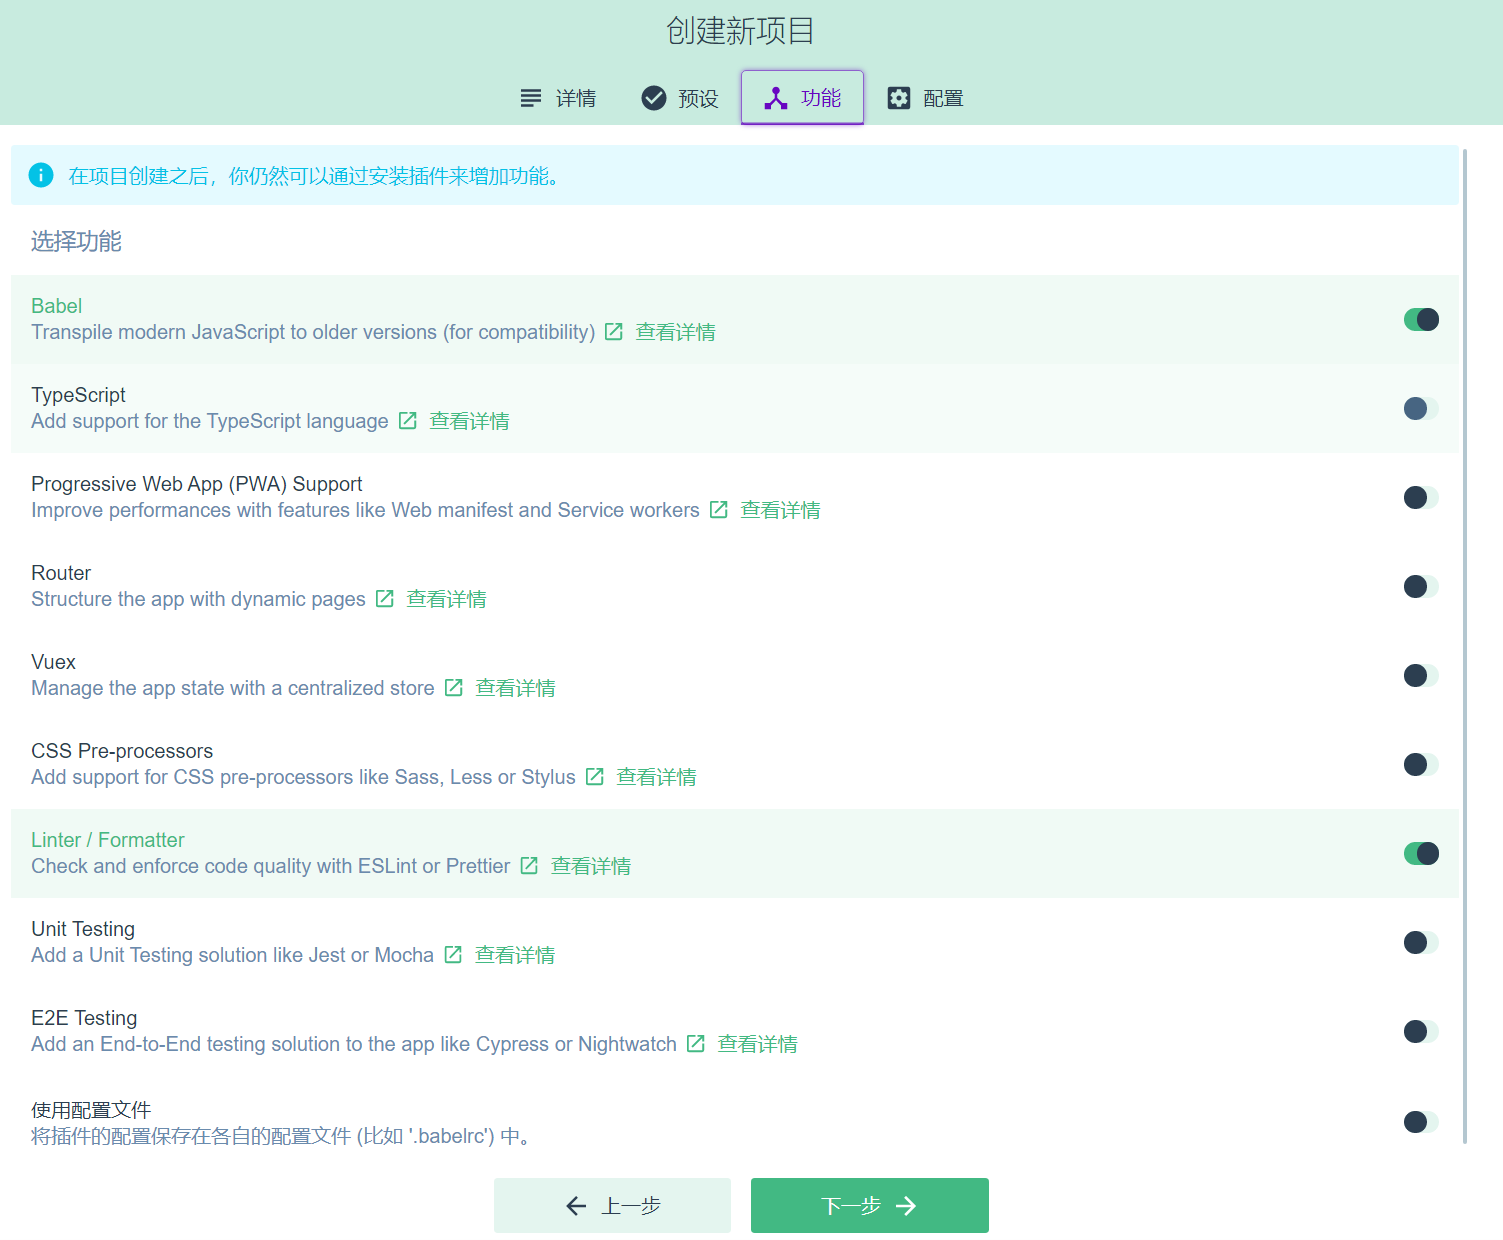 创建新项目
详情 预设 功能 配置
在项目创建之后，你仍然可以通过安装插件来增加功能。
选择功能
Babel
Transpile modern JavaScript to older versions (for compatibility) 查看详情
TypeScript
Add support for the TypeScript language 查看详情
Progressive Web App (PWA) Support
Improve performances with features like Web manifest and Service workers 查看详情
Router
Structure the app with dynamic pages 查看详情
Vuex
Manage the app state with a centralized store 查看详情
CSS Pre-processors
Add support for CSS pre-processors like Sass, Less or Stylus 查看详情
Linter / Formatter
Check and enforce code quality with ESLint or Prettier 查看详情
Unit Testing
Add a Unit Testing solution like Jest or Mocha 查看详情
E2E Testing
Add an End-to-End testing solution to the app like Cypress or Nightwatch 查看详情
使用配置文件
将插件的配置保存在各自的配置文件 (比如 '.babelrc') 中。
上一步 下一步